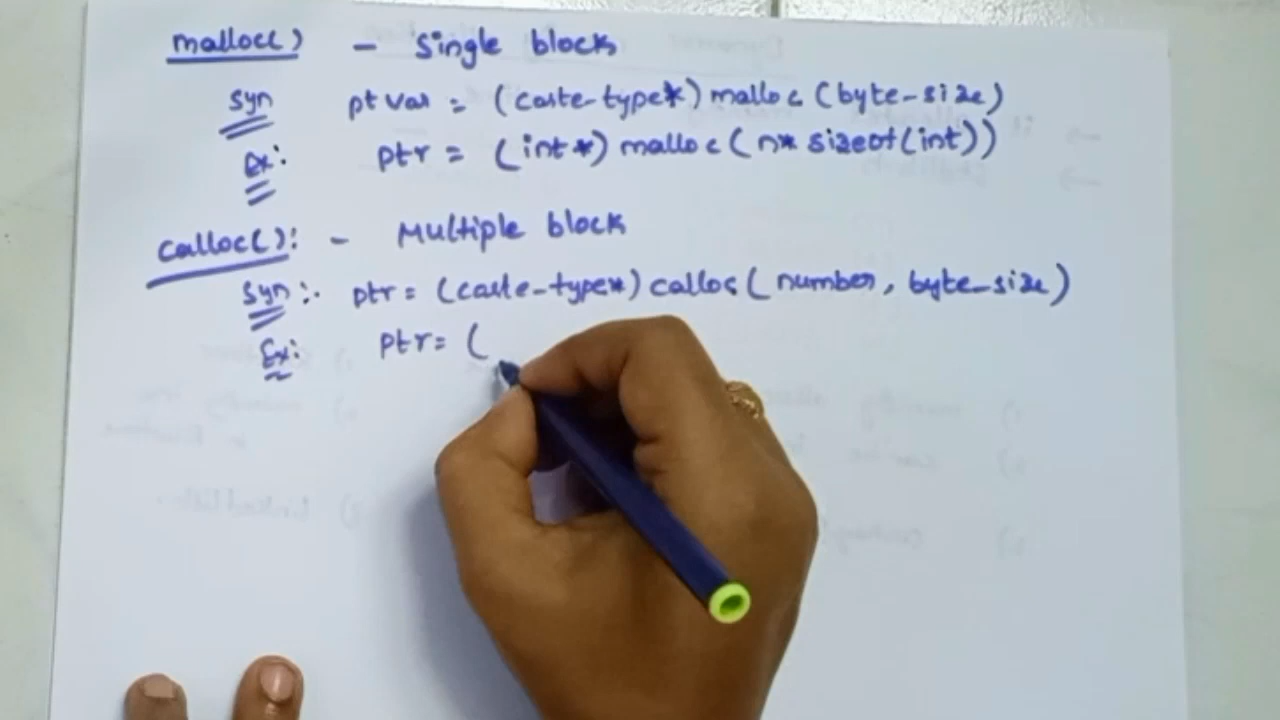 malloc() - Single block
Syn ptvar = (caste-type*) malloc (byte-size)
Ex: ptr = (int*) malloc (n* sizeof(int))
Calloc(): - Multiple block
Syn:- ptr = (caste-type*) calloc (number, byte-size)
Ex: ptr = (